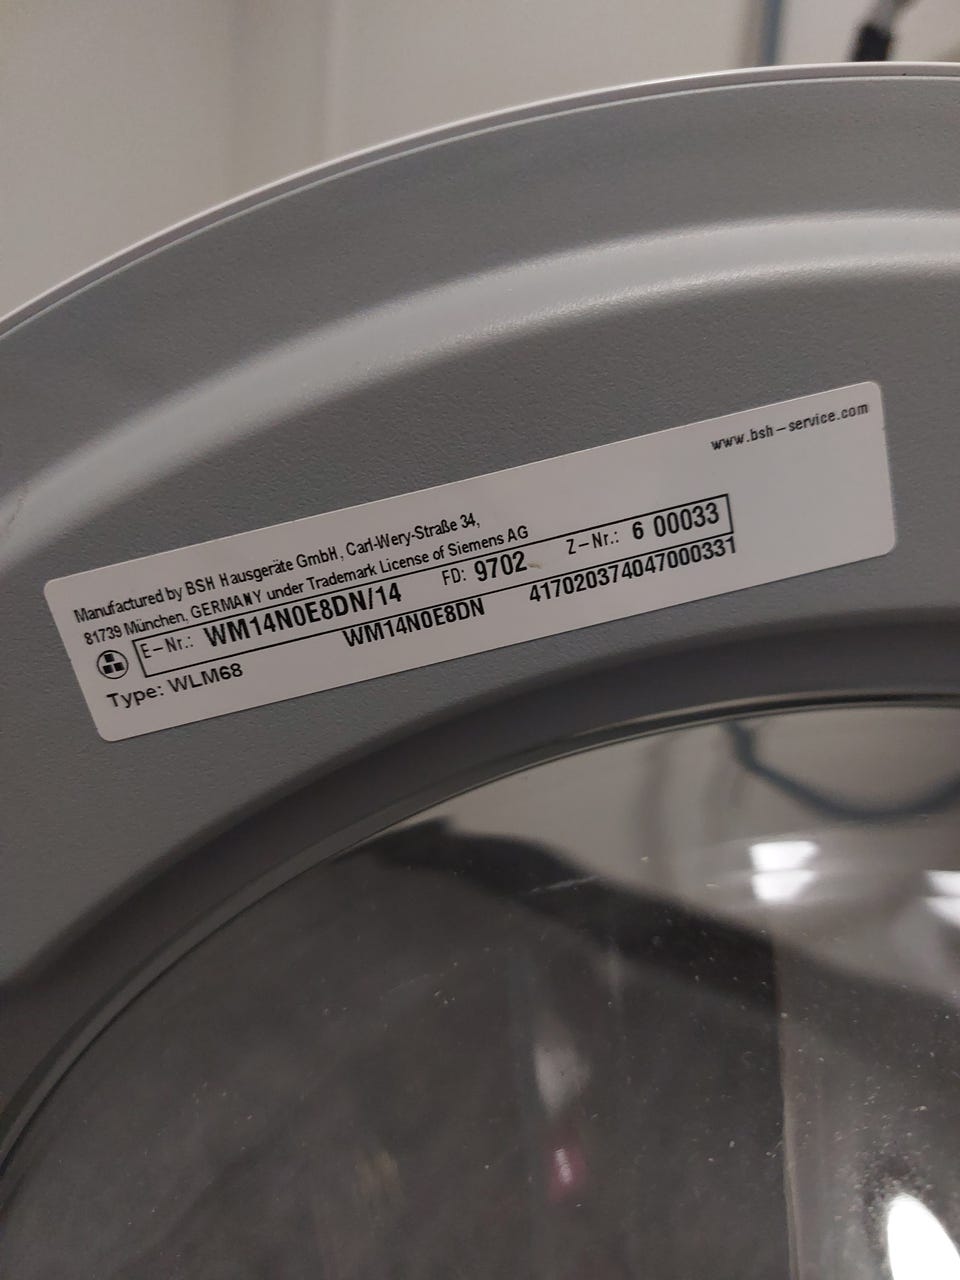 www.bsh-service.com
Manufactured by BSH Hausgeräte GmbH, Carl-Wery-Straße 34,
81739 München, GERMANY under Trademark License of Siemens AG
E-Nr.: WM14N0E8DN/14 FD: 9702 Z-Nr.: 6 00033
Type: WLM68 WM14N0E8DN 417020374047000331